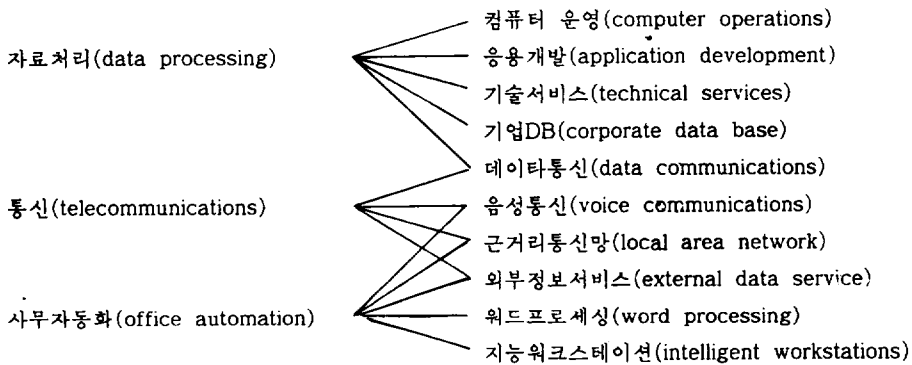 컴퓨터 운영(computer operations)
자료처리(data processing)
응용개발(application development)
기술서비스(technical services)
기업DB(corporate data base)
데이타통신(data communications)
통신(telecommunications)
음성통신(voice communications)
근거리통신망(local area network)
외부정보서비스(external data service)
사무자동화(office automation)
워드프로세싱(word processing)
지능워크스테이션(intelligent workstations)